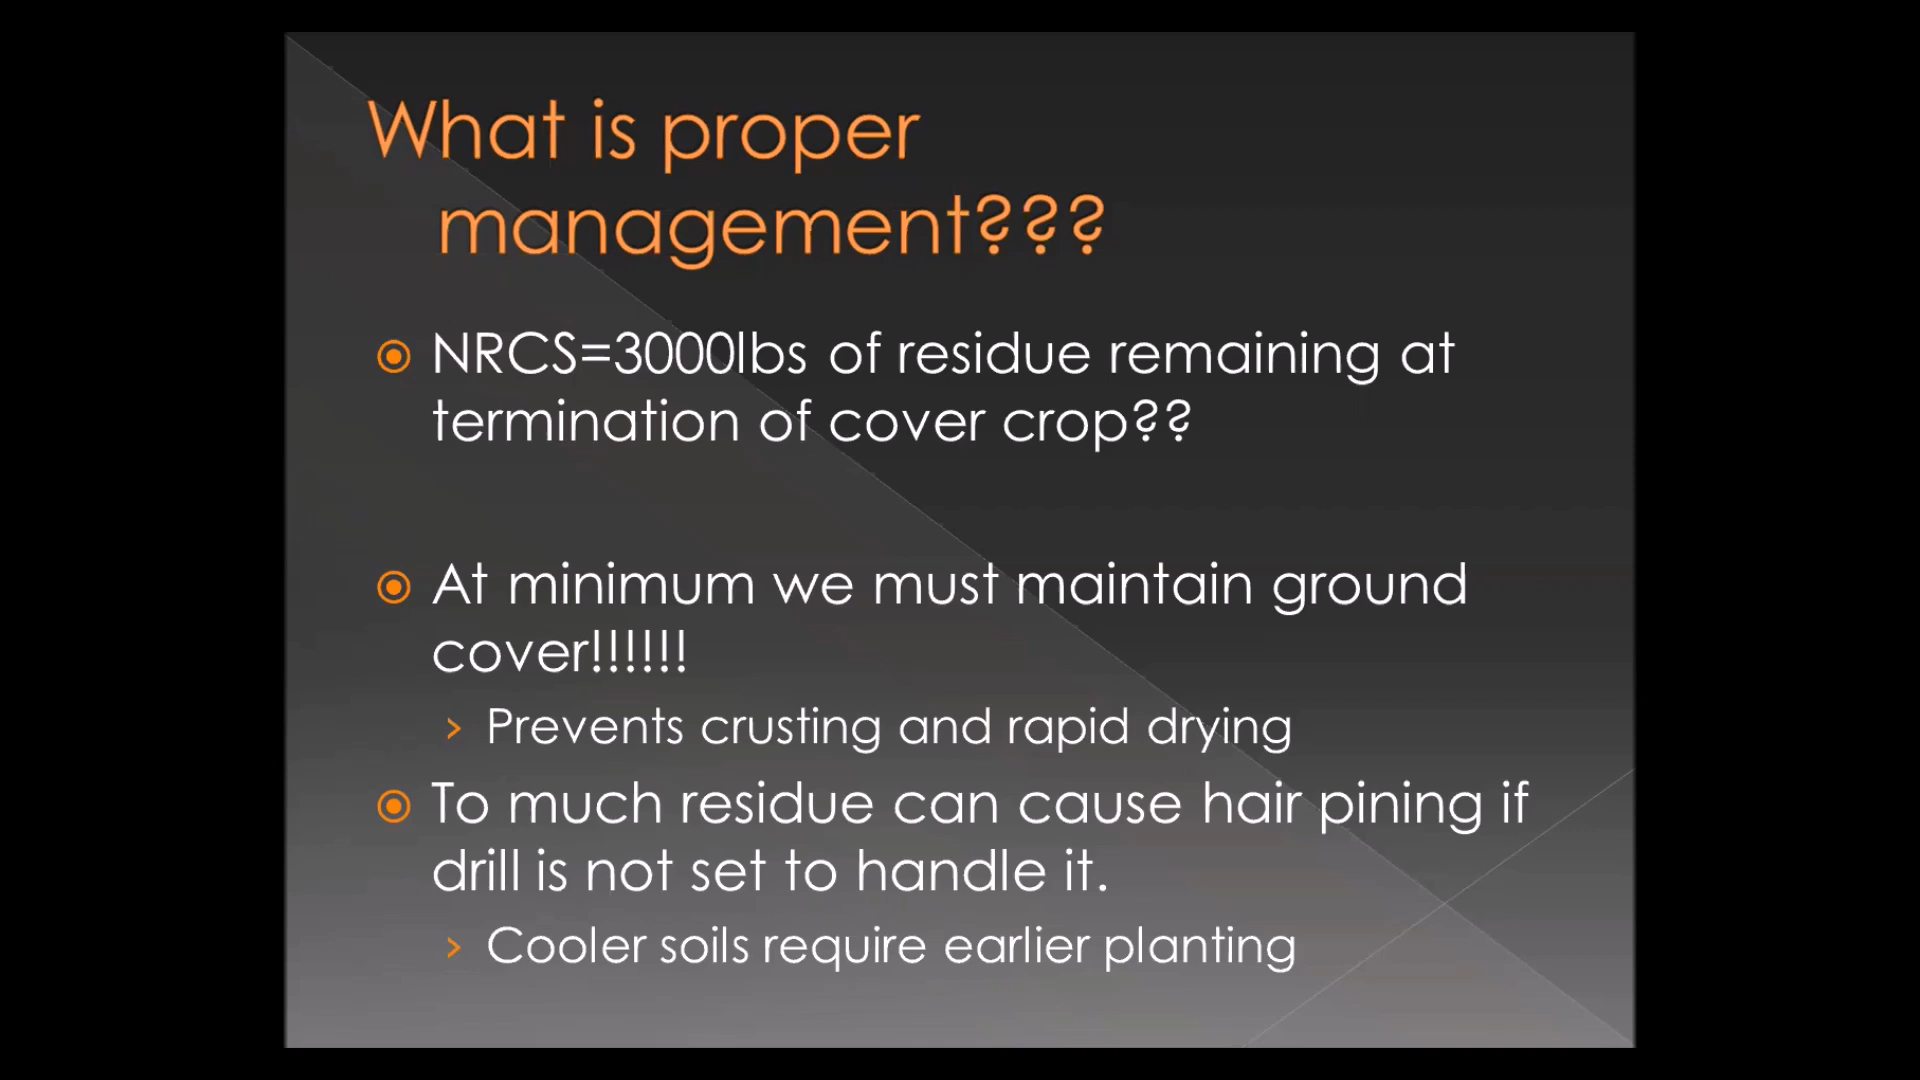 What is proper
management???
NRCS=3000lbs of residue remaining at
termination of cover crop??
At minimum we must maintain ground
cover!!!!!!
Prevents crusting and rapid drying
To much residue can cause hair pining if
drill is not set to handle it.
Cooler soils require earlier planting